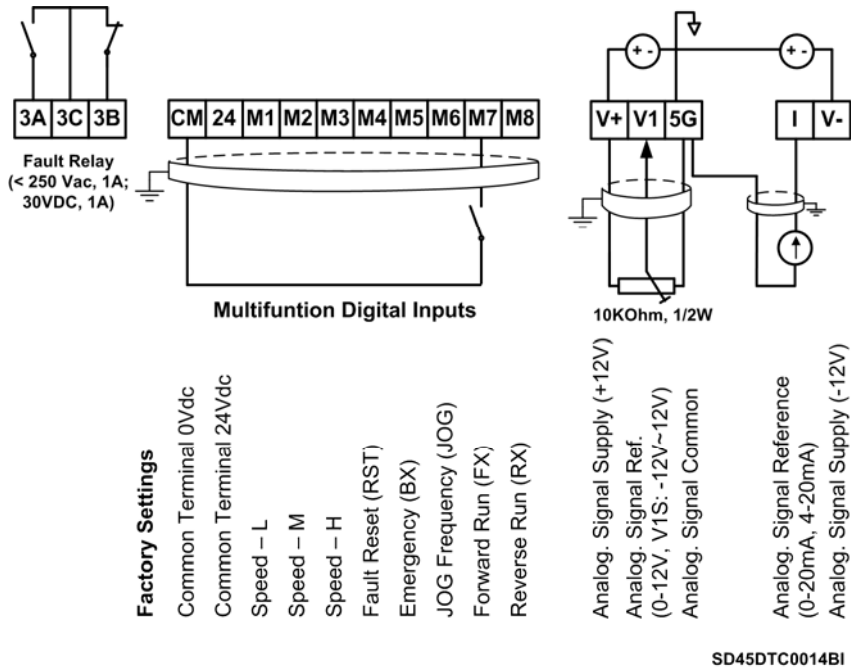 3A 3C 3B
CM 24 M1 M2 M3 M4 M5 M6 M7 M8
V+ V1 5G
I V-
+ -
+ -
Fault Relay
(< 250 Vac, 1A;
30VDC, 1A)
Multifuntion Digital Inputs
10KOhm, 1/2W
Factory Settings
Common Terminal 0Vdc
Common Terminal 24Vdc
Speed – L
Speed – M
Speed – H
Fault Reset (RST)
Emergency (BX)
JOG Frequency (JOG)
Forward Run (FX)
Reverse Run (RX)
Analog. Signal Supply (+12V)
Analog. Signal Ref.
(0-12V, V1S: -12V~12V)
Analog. Signal Common
Analog. Signal Reference
(0-20mA, 4-20mA)
Analog. Signal Supply (-12V)
SD45DTC0014BI